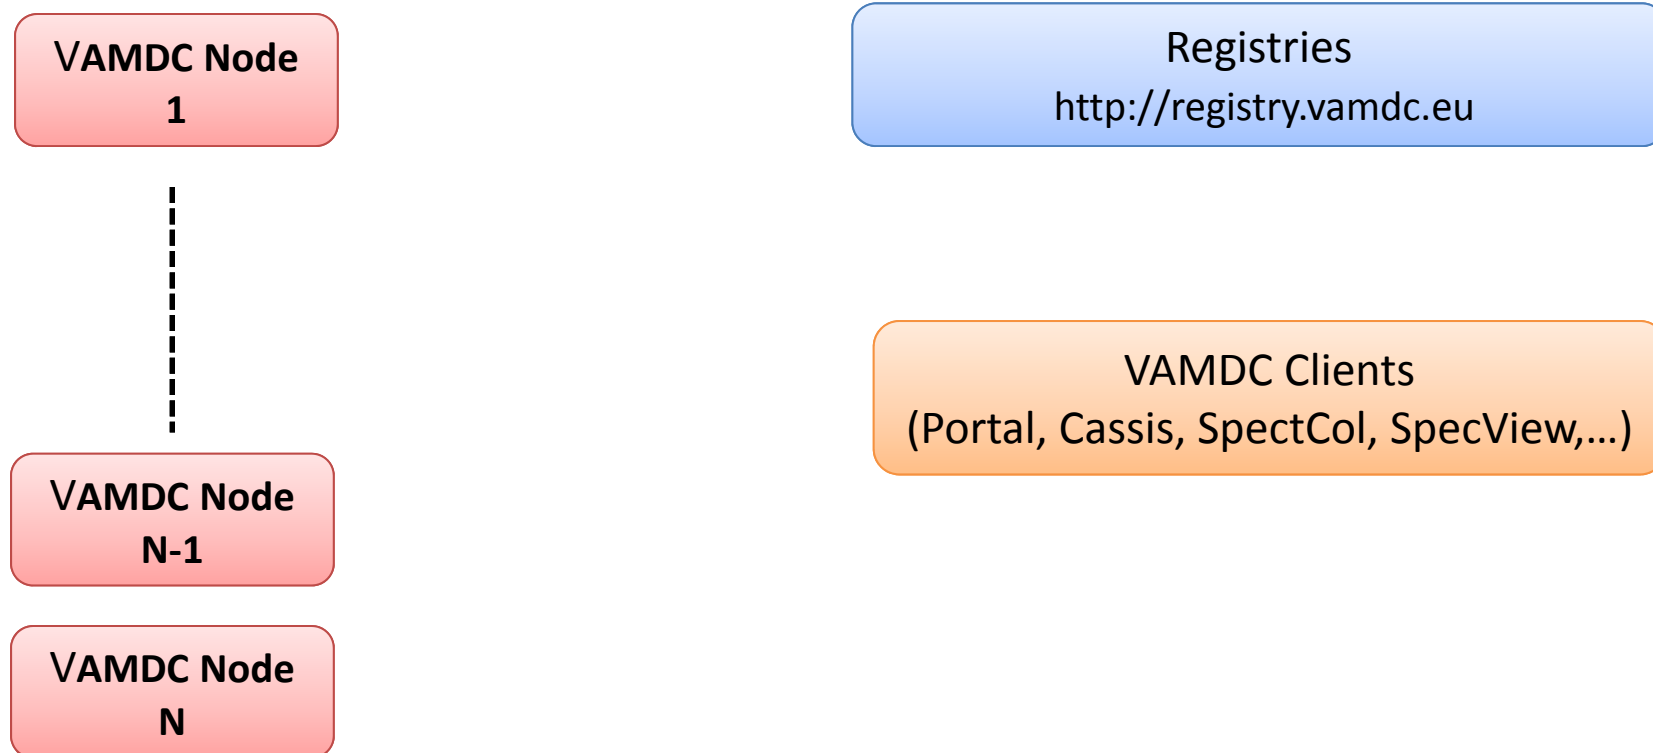 VAMDC Node
1
Registries
http://registry.vamdc.eu
VAMDC Clients
(Portal, Cassis, SpectCol, SpecView,…)
VAMDC Node
N-1
VAMDC Node
N